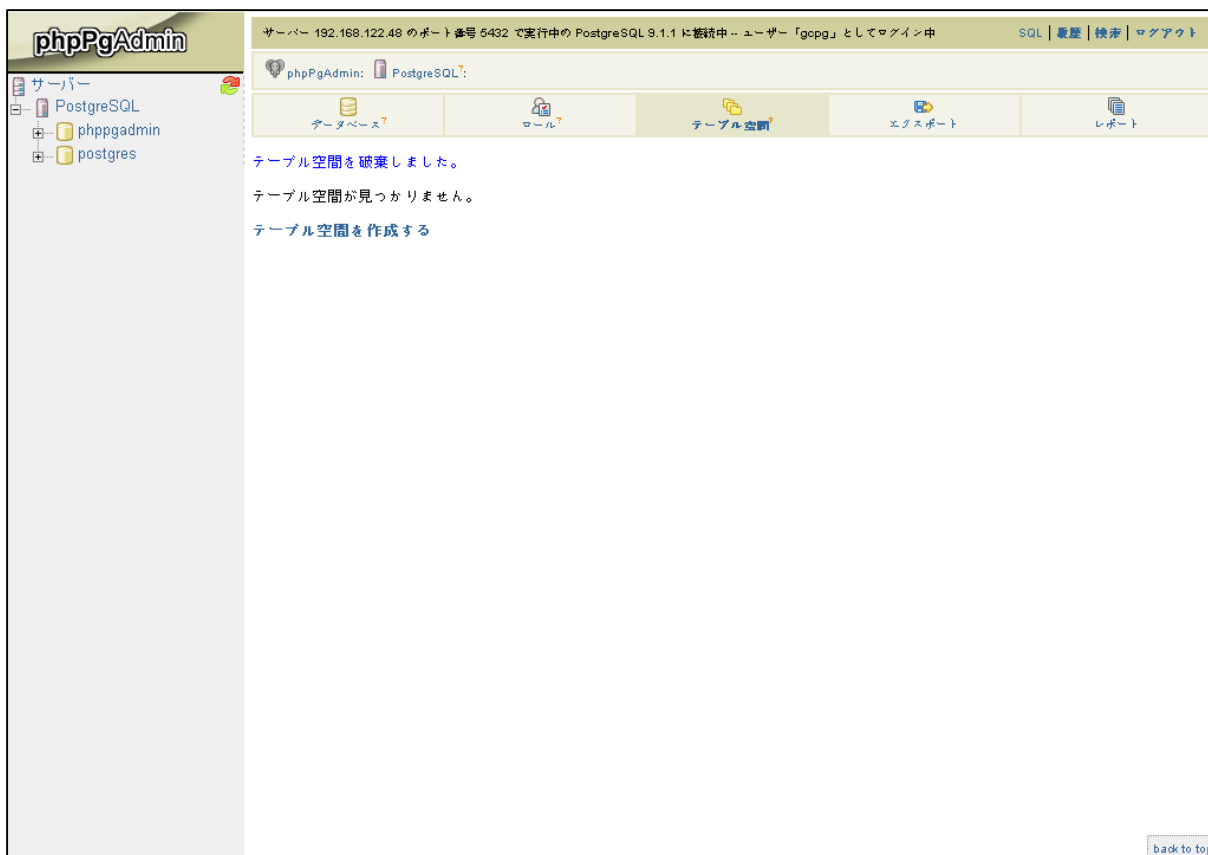 phpPgAdmin
サーバー
PostgreSQL
phppgadmin
postgres
サーバー 192.168.122.48 のポート番号 5432 で実行中の PostgreSQL 9.1.1 に接続中 -- ユーザー「gcpg」としてログイン中
SQL | 履歴 | 検索 | ログアウト
phpPgAdmin: PostgreSQL?:
データベース?
ロール?
テーブル空間?
エクスポート
レポート
テーブル空間を破棄しました。
テーブル空間が見つかりません。
テーブル空間を作成する
back to top